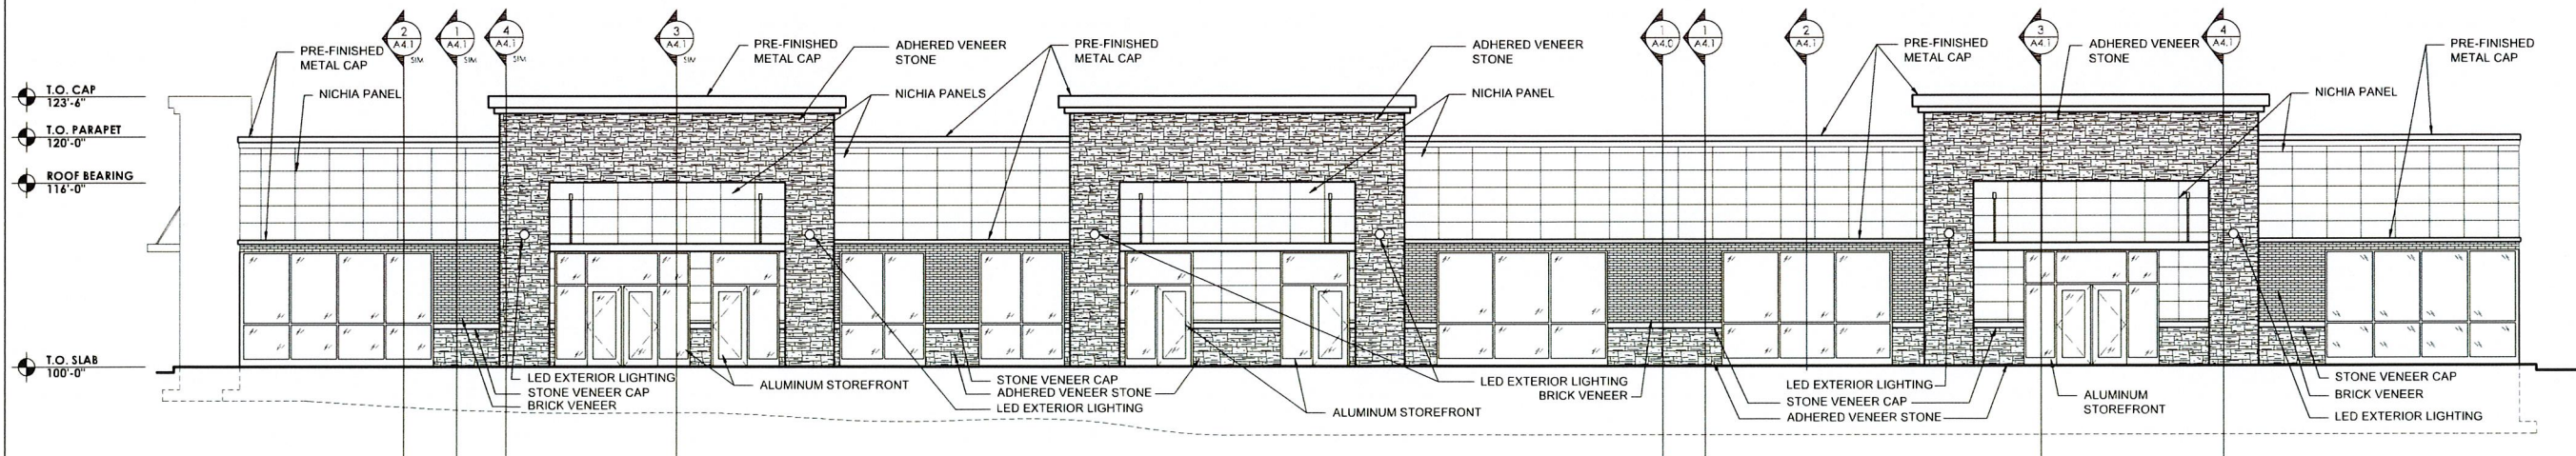 2
A4.1
SIM
1
A4.1
SIM
4
A4.1
SIM
3
A4.1
SIM
1
A4.0
1
A4.1
2
A4.1
3
A4.1
4
A4.1
PRE-FINISHED
METAL CAP
PRE-FINISHED
METAL CAP
ADHERED VENEER
STONE
PRE-FINISHED
METAL CAP
ADHERED VENEER
STONE
PRE-FINISHED
METAL CAP
ADHERED VENEER
STONE
PRE-FINISHED
METAL CAP
T.O. CAP
123'-6"
NICHIA PANEL
NICHIA PANELS
NICHIA PANEL
NICHIA PANEL
T.O. PARAPET
120'-0"
ROOF BEARING
116'-0"
T.O. SLAB
100'-0"
LED EXTERIOR LIGHTING
STONE VENEER CAP
BRICK VENEER
ALUMINUM STOREFRONT
STONE VENEER CAP
ADHERED VENEER STONE
LED EXTERIOR LIGHTING
ALUMINUM STOREFRONT
LED EXTERIOR LIGHTING
BRICK VENEER
LED EXTERIOR LIGHTING
STONE VENEER CAP
ADHERED VENEER STONE
ALUMINUM
STOREFRONT
STONE VENEER CAP
BRICK VENEER
LED EXTERIOR LIGHTING